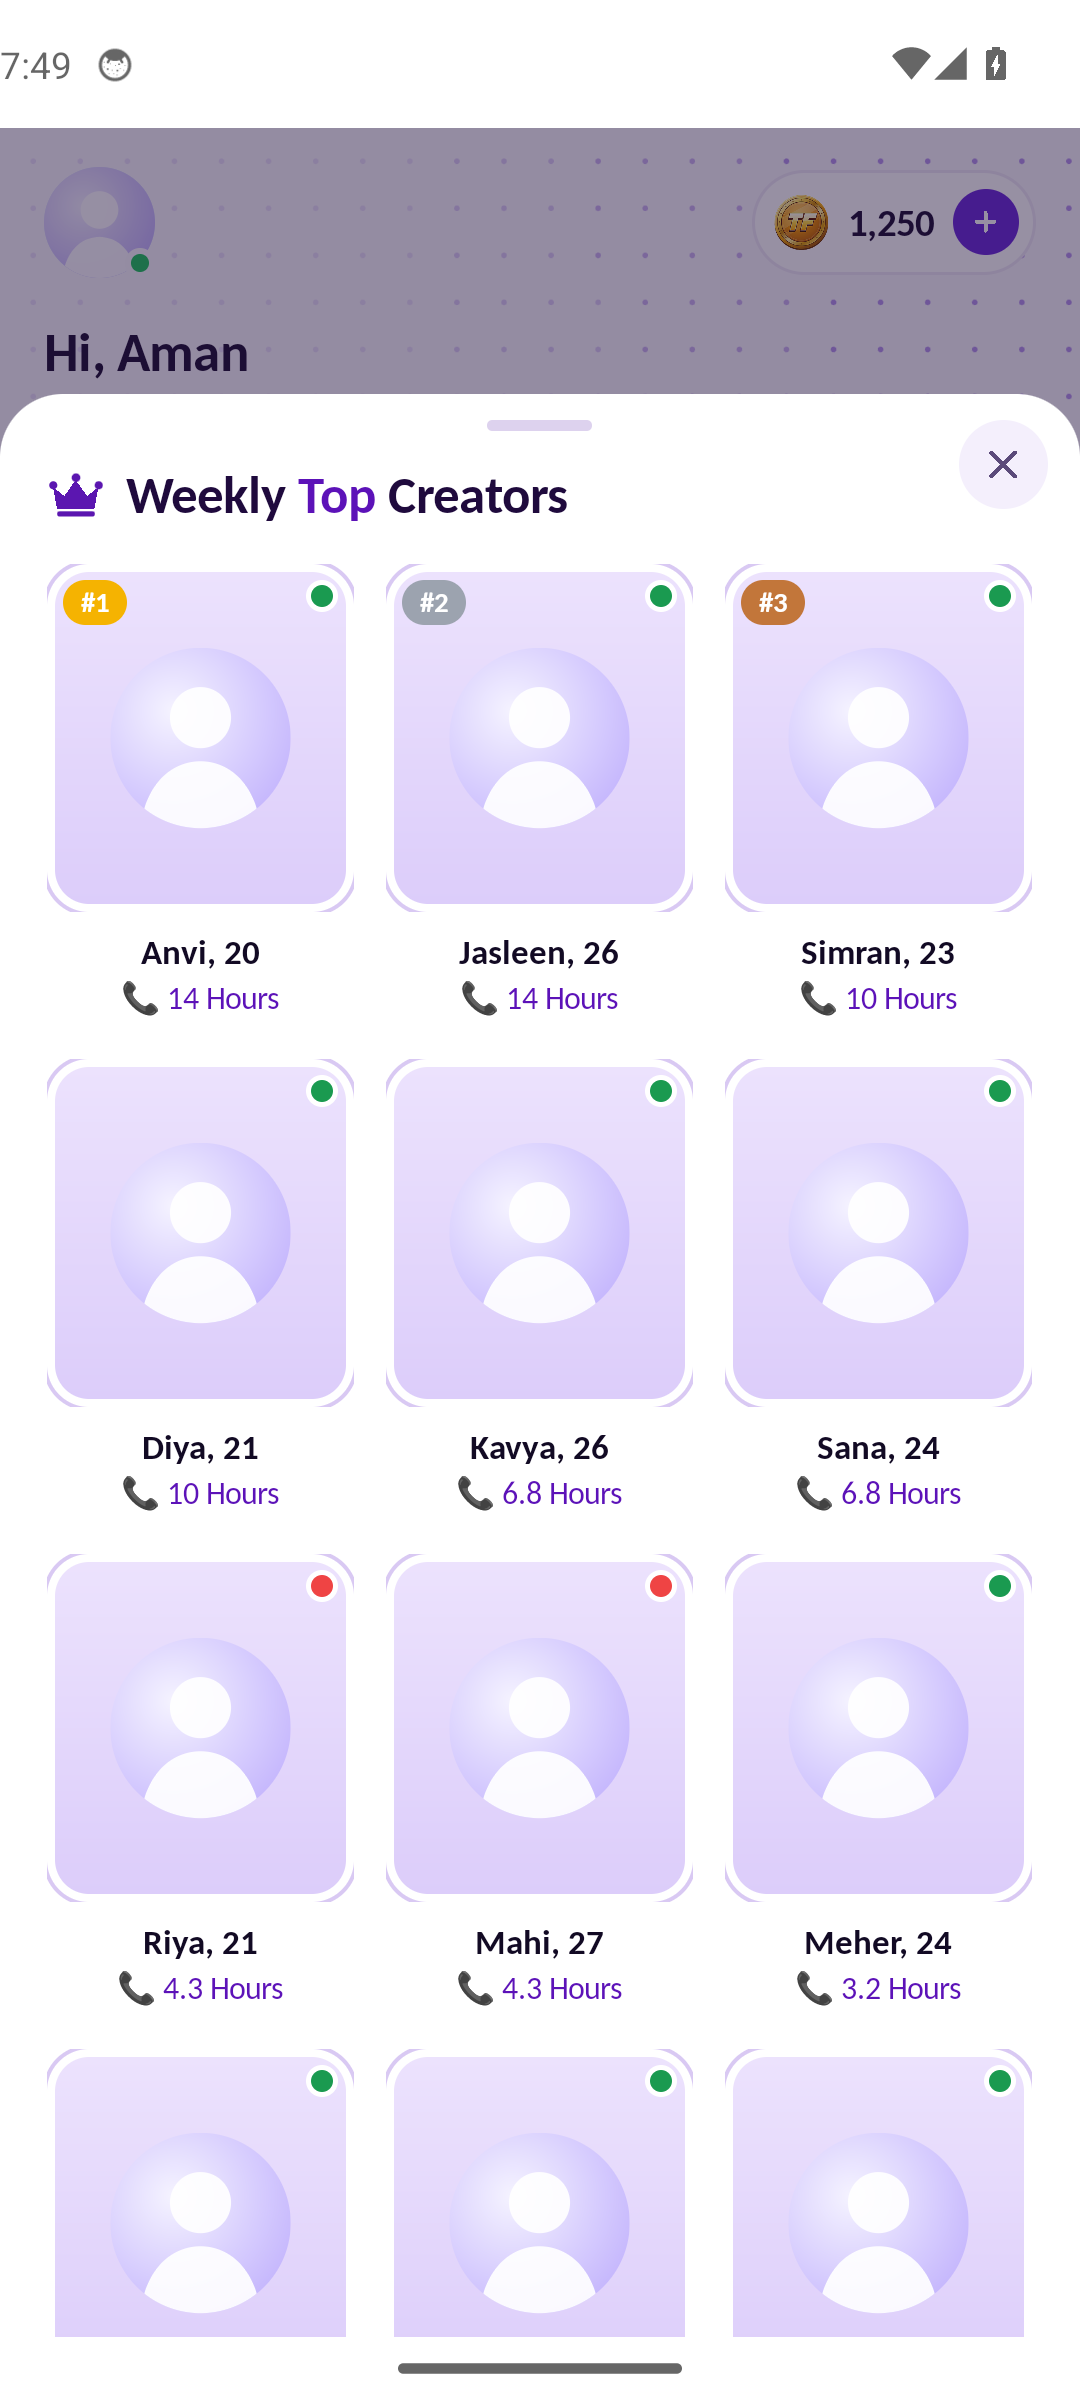 7:49
TF 1,250 +
Hi, Aman
Weekly Top Creators
#1 #2 #3
Anvi, 20 Jasleen, 26 Simran, 23
14 Hours 14 Hours 10 Hours
Diya, 21 Kavya, 26 Sana, 24
10 Hours 6.8 Hours 6.8 Hours
Riya, 21 Mahi, 27 Meher, 24
4.3 Hours 4.3 Hours 3.2 Hours